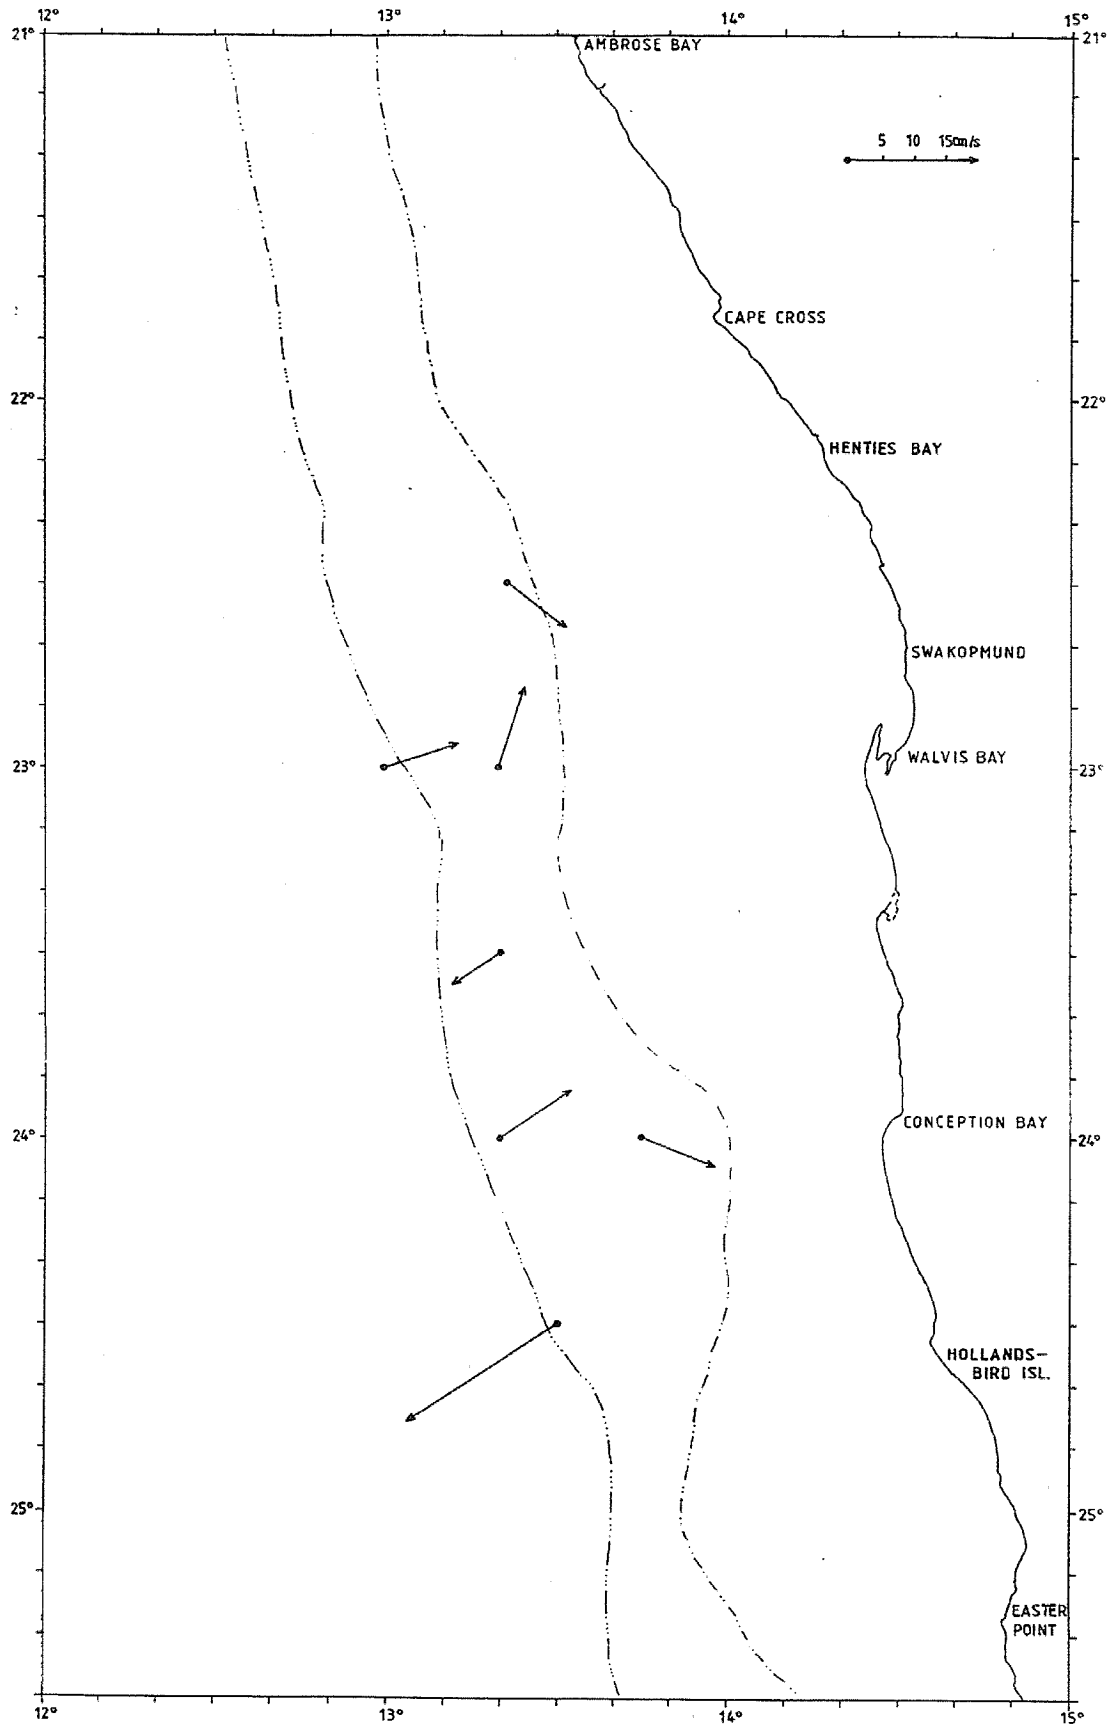 12° 13° 14° 15°
21° AMBROSE BAY 21°
5 10 15cm/s
CAPE CROSS
22° 22°
HENTIES BAY
SWAKOPMUND
WALVIS BAY
23° 23°
CONCEPTION BAY
24° 24°
HOLLANDS-
BIRD ISL.
25° 25°
EASTER
POINT
12° 13° 14° 15°